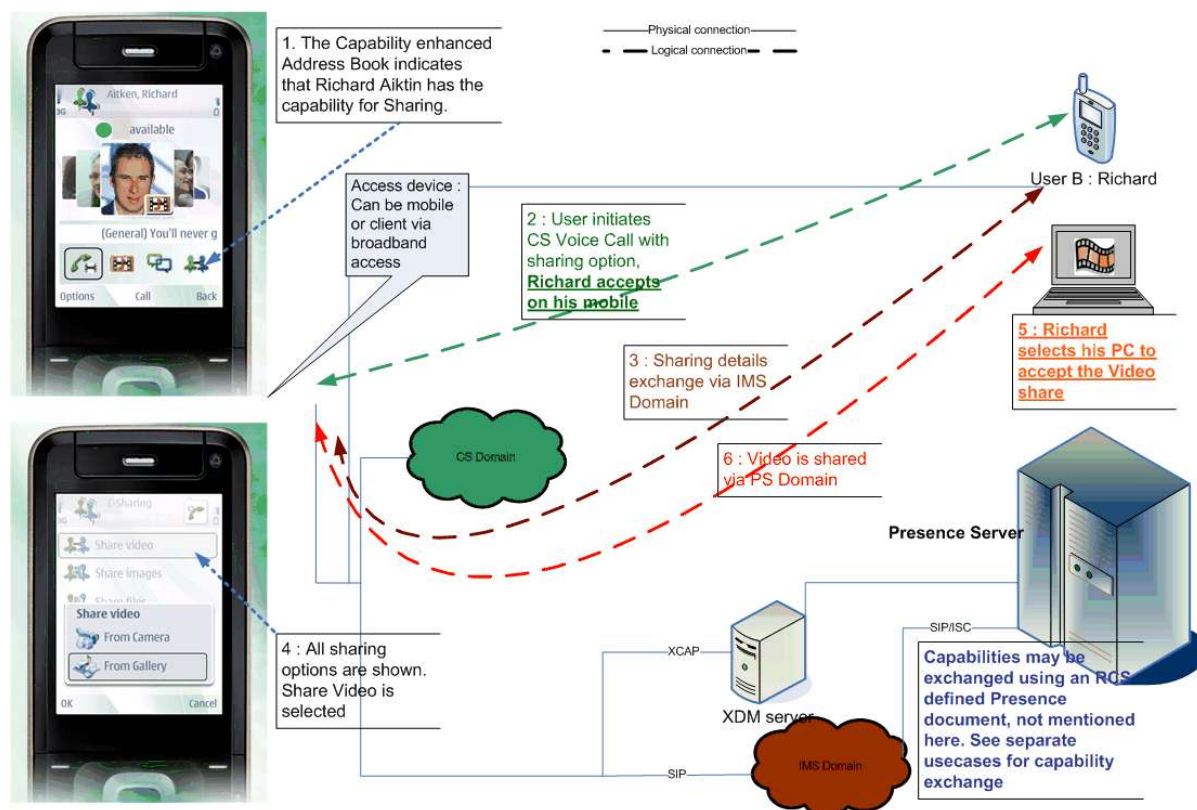 1. The Capability enhanced
Address Book indicates
that Richard Aiktin has the
capability for Sharing.
Physical connection
Logical connection
3G
Aitken, Richard
available
(General) You'll never g
Options
Call
Back
Access device :
Can be mobile
or client via
broadband
access
2 : User initiates
CS Voice Call with
sharing option,
Richard accepts
on his mobile
User B : Richard
3 : Sharing details
exchange via IMS
Domain
5 : Richard
selects his PC to
accept the Video
share
CS Domain
6 : Video is shared
via PS Domain
3G
Share video
Share images
Share files
Share video
From Camera
From Gallery
OK
Cancel
4 : All sharing
options are shown.
Share Video is
selected
Presence Server
XCAP
XDM server
SIP/ISC
SIP
IMS Domain
Capabilities may be
exchanged using an RCS
defined Presence
document, not mentioned
here. See separate
usecases for capability
exchange